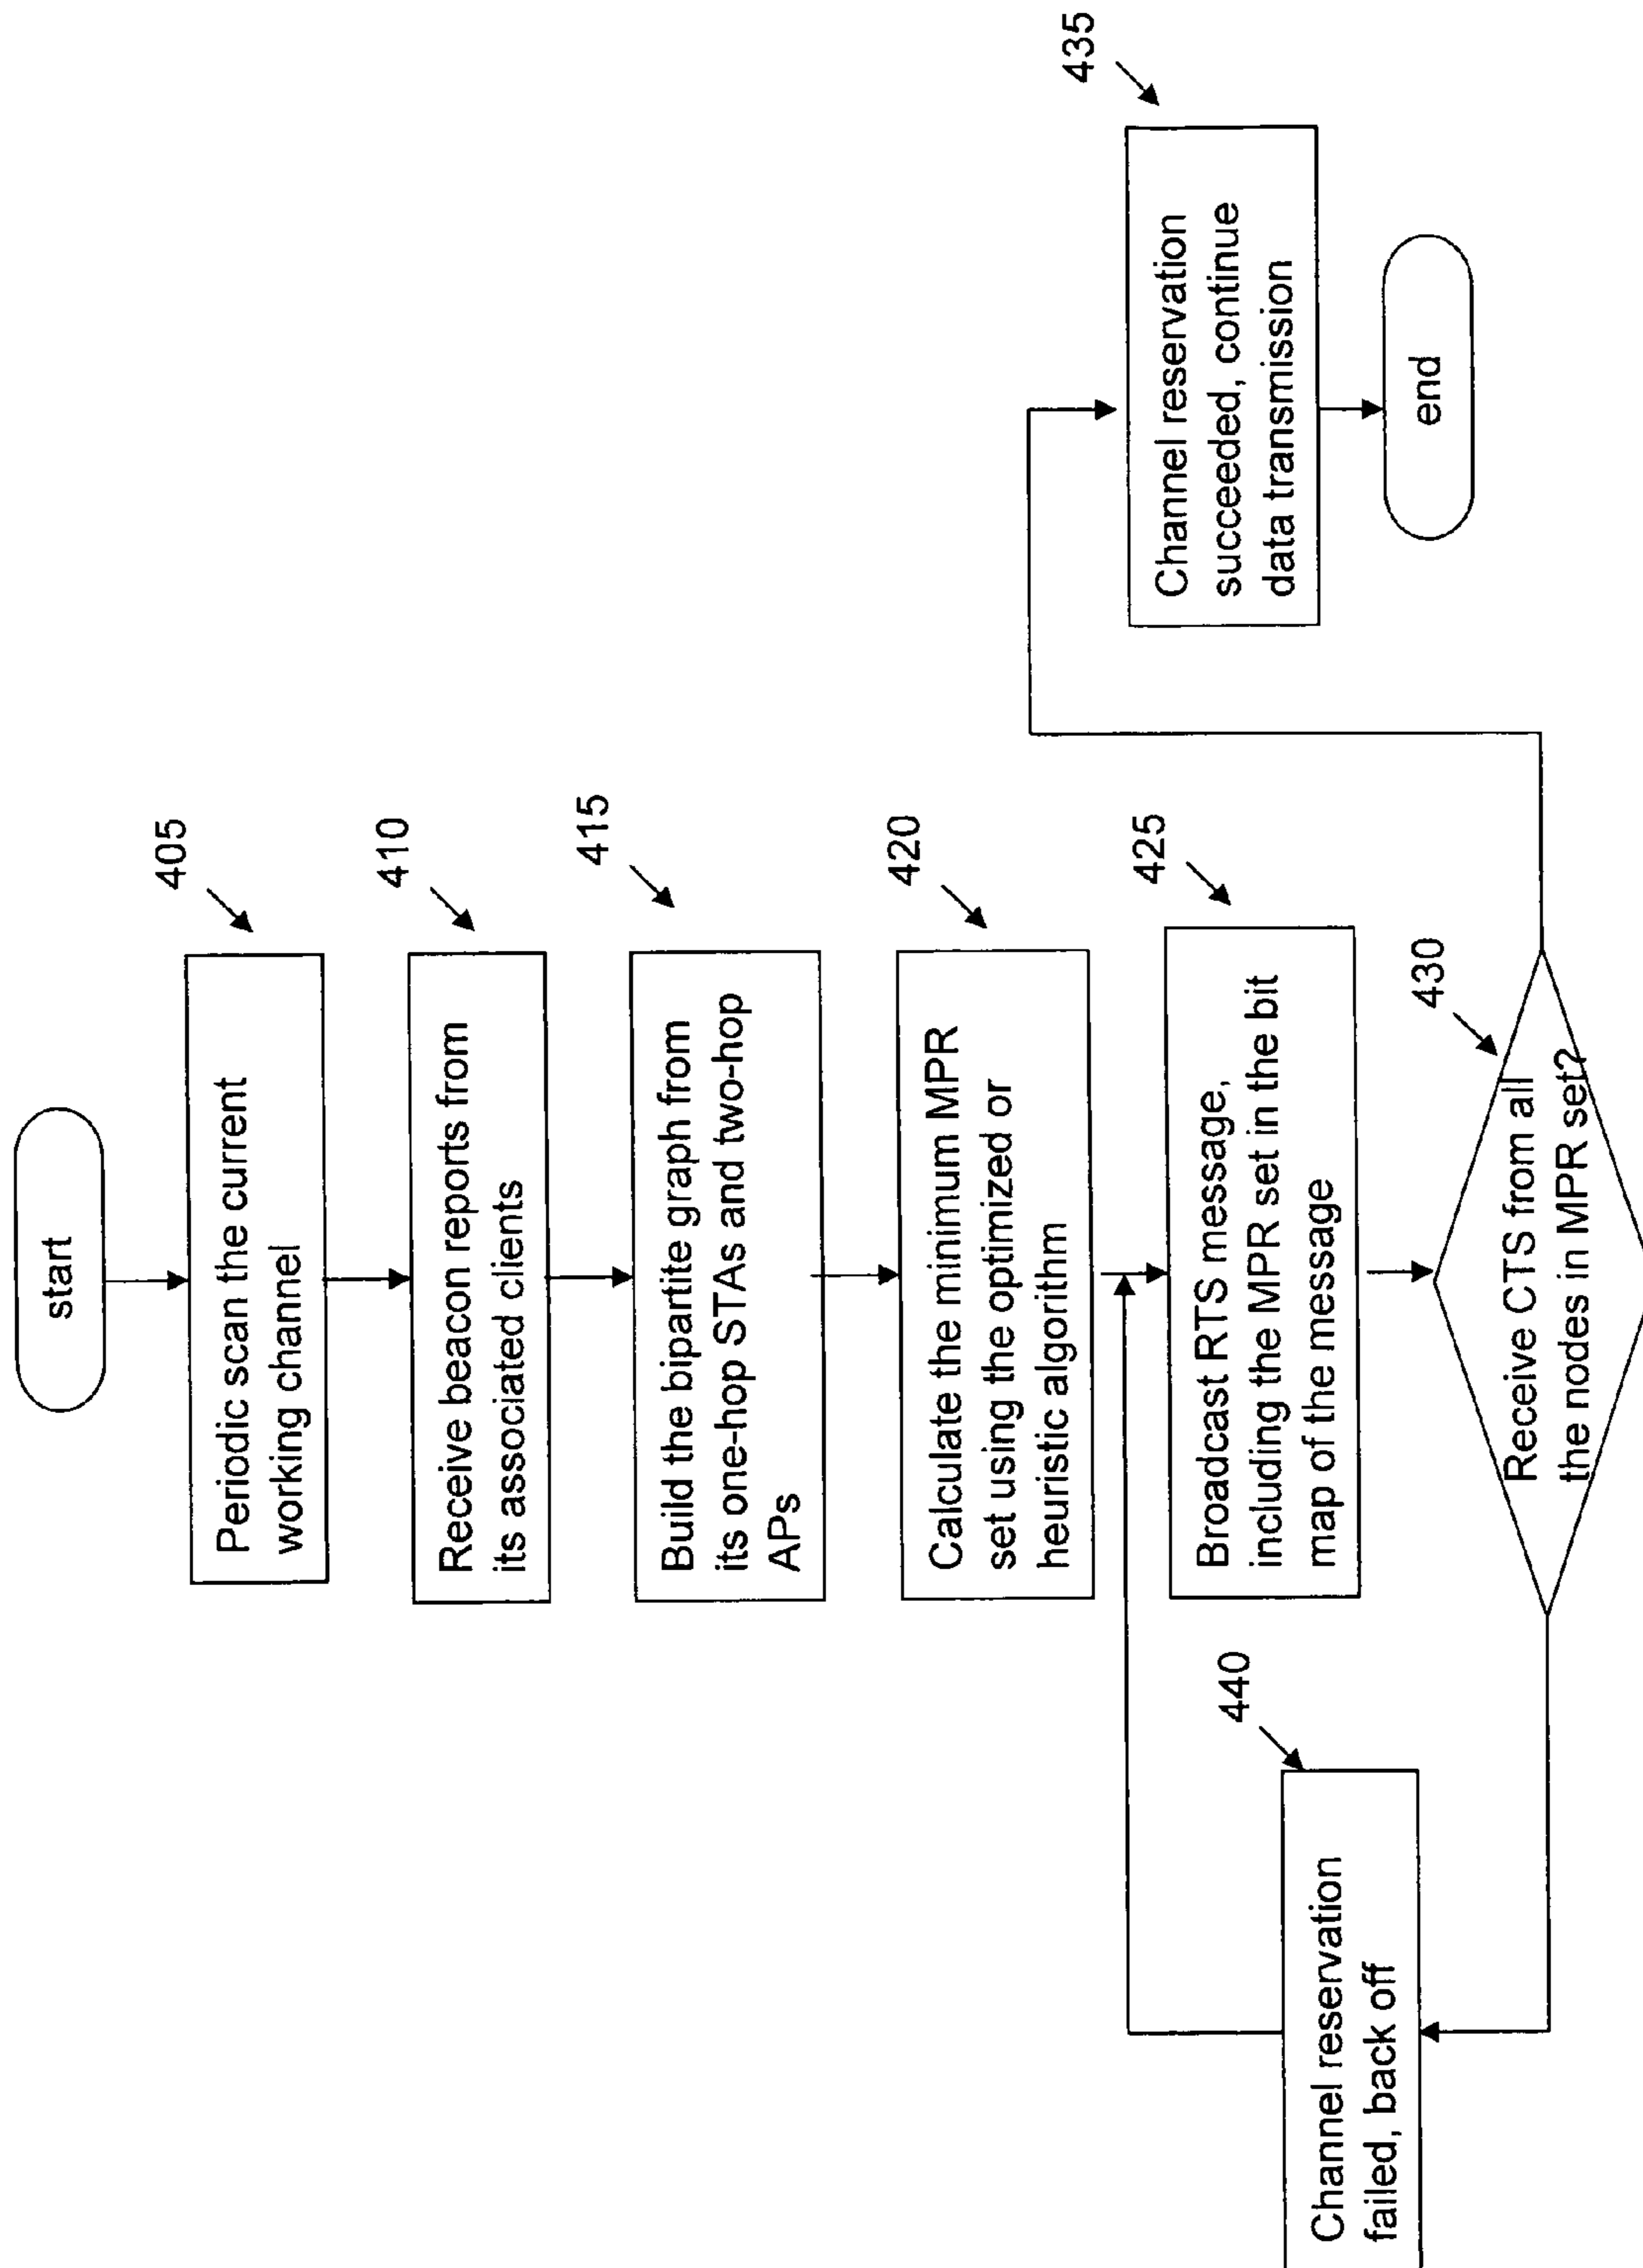 start
405
Periodic scan the current
working channel
410
Receive beacon reports from
its associated clients
415
Build the bipartite graph from
its one-hop STAs and two-hop
APs
420
Calculate the minimum MPR
set using the optimized or
heuristic algorithm
425
Broadcast RTS message,
including the MPR set in the bit
map of the message
430
Receive CTS from all
the nodes in MPR set?
440
Channel reservation
failed, back off
435
Channel reservation
succeeded, continue
data transmission
end